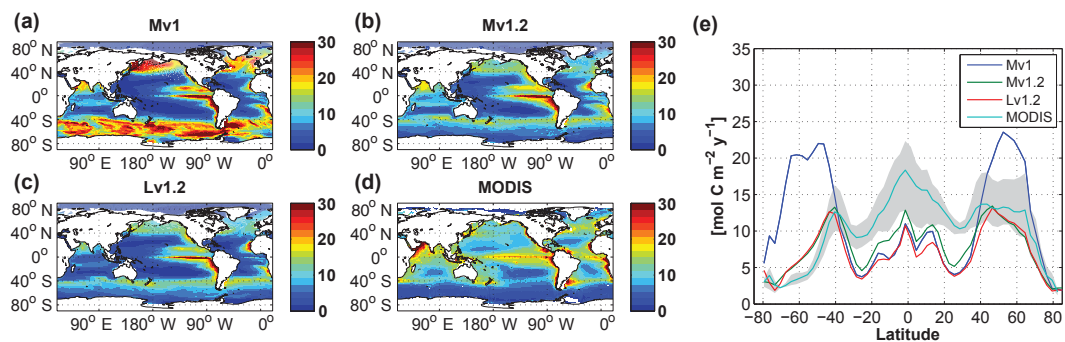 (a) Mv1
80° N
40° N
0°
40° S
80° S
90° E 180° W 90° W 0°
30
20
10
0
(b) Mv1.2
80° N
40° N
0°
40° S
80° S
90° E 180° W 90° W 0°
30
20
10
0
(c) Lv1.2
80° N
40° N
0°
40° S
80° S
90° E 180° W 90° W 0°
30
20
10
0
(d) MODIS
80° N
40° N
0°
40° S
80° S
90° E 180° W 90° W 0°
30
20
10
0
(e)
35
30
25
20
15
10
5
0
[mol C m⁻² y⁻¹]
Mv1
Mv1.2
Lv1.2
MODIS
−80 −60 −40 −20 0 20 40 60 80
Latitude